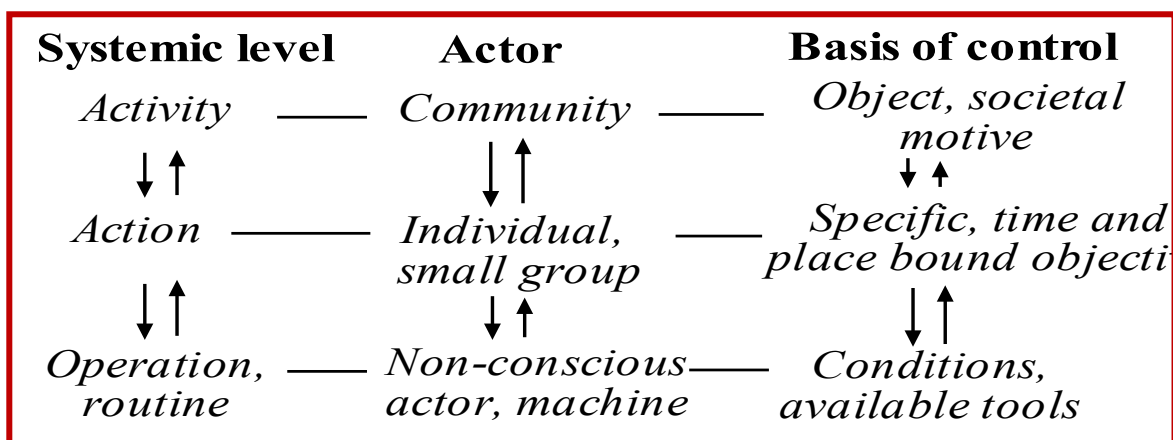 Systemic level Actor Basis of control
Activity Community Object, societal
motive
Action Individual, Specific, time and
small group place bound objecti
Operation, Non-conscious Conditions,
routine actor, machine available tools